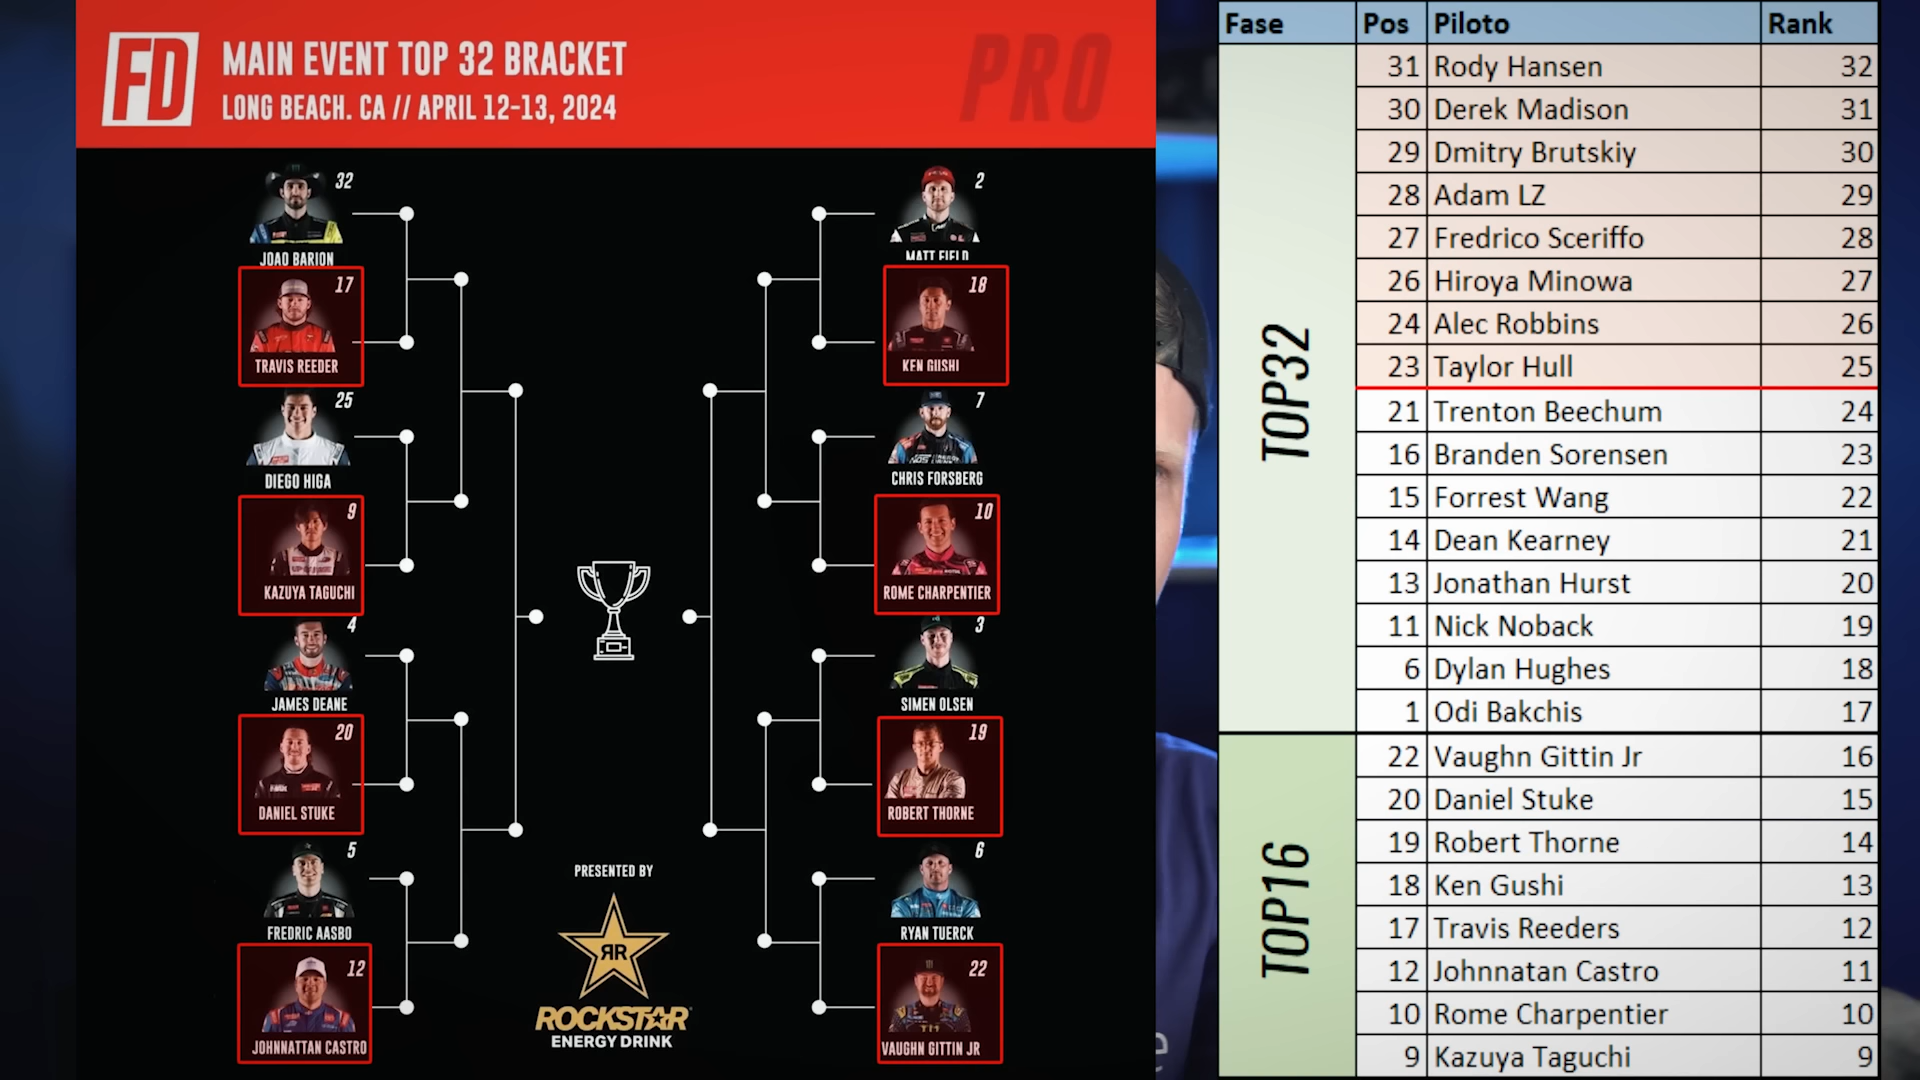 FD
MAIN EVENT TOP 32 BRACKET
LONG BEACH. CA // APRIL 12-13, 2024
PRO
32
JOAO BARION
17
TRAVIS REEDER
25
DIEGO HIGA
9
KAZUYA TAGUCHI
4
JAMES DEANE
20
DANIEL STUKE
5
FREDRIC AASBO
12
JOHNNATTAN CASTRO
2
MATT FIELD
18
KEN GUSHI
7
CHRIS FORSBERG
10
ROME CHARPENTIER
3
SIMEN OLSEN
19
ROBERT THORNE
6
RYAN TUERCK
22
VAUGHN GITTIN JR
PRESENTED BY
RR
ROCKSTAR
ENERGY DRINK
Fase Pos Piloto Rank
TOP32
31 Rody Hansen 32
30 Derek Madison 31
29 Dmitry Brutskiy 30
28 Adam LZ 29
27 Fredrico Sceriffo 28
26 Hiroya Minowa 27
24 Alec Robbins 26
23 Taylor Hull 25
21 Trenton Beechum 24
16 Branden Sorensen 23
15 Forrest Wang 22
14 Dean Kearney 21
13 Jonathan Hurst 20
11 Nick Noback 19
6 Dylan Hughes 18
1 Odi Bakchis 17
TOP16
22 Vaughn Gittin Jr 16
20 Daniel Stuke 15
19 Robert Thorne 14
18 Ken Gushi 13
17 Travis Reeders 12
12 Johnnatan Castro 11
10 Rome Charpentier 10
9 Kazuya Taguchi 9